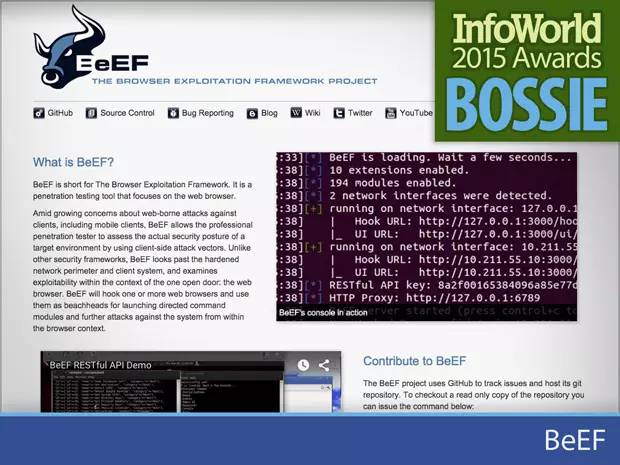 InfoWorld
2015 Awards
BOSSIE
BeEF
THE BROWSER EXPLOITATION FRAMEWORK PROJECT
GitHub Source Control Bug Reporting Blog Wiki Twitter YouTube
What is BeEF?
BeEF is short for The Browser Exploitation Framework. It is a
penetration testing tool that focuses on the web browser.
Amid growing concerns about web-borne attacks against
clients, including mobile clients, BeEF allows the professional
penetration tester to assess the actual security posture of a
target environment by using client-side attack vectors. Unlike
other security frameworks, BeEF looks past the hardened
network perimeter and client system, and examines
exploitability within the context of the one open door: the web
browser. BeEF will hook one or more web browsers and use
them as beachheads for launching directed command
modules and further attacks against the system from within
the browser context.
:33][*] BeEF is loading. Wait a few seconds...
:38][*] 10 extensions enabled.
:38][*] 194 modules enabled.
:38][*] 2 network interfaces were detected.
:38][+] running on network interface: 127.0.0.1
:38] | Hook URL: http://127.0.0.1:3000/hoo
:38] |_ UI URL: http://127.0.0.1:3000/ui/
:38][+] running on network interface: 10.211.55
:38] | Hook URL: http://10.211.55.10:3000/
:38] |_ UI URL: http://10.211.55.10:3000/
:38][*] RESTful API key: 8a2f00165384096a85e77d
:38][*] HTTP Proxy: http://127.0.0.1:6789
server started (press control+c to
BeEF's console in action
BeEF RESTful API Demo
Contribute to BeEF
The BeEF project uses GitHub to track issues and host its git
repository. To checkout a read only copy of the repository you
can issue the command below:
BeEF